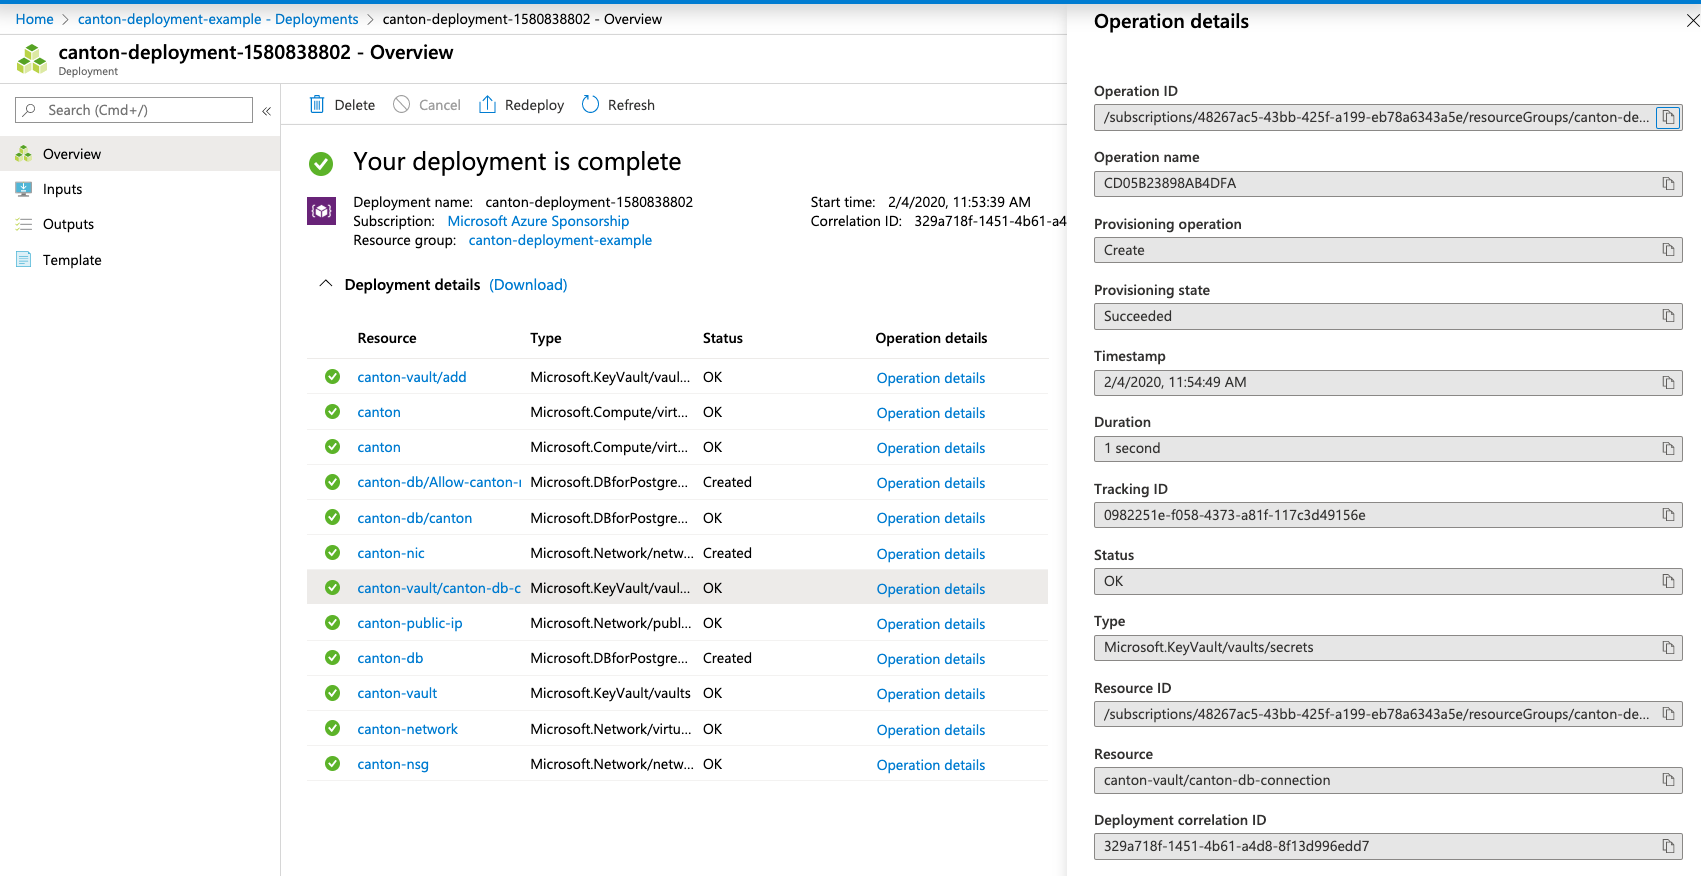 Home > canton-deployment-example - Deployments > canton-deployment-1580838802 - Overview
canton-deployment-1580838802 - Overview
Deployment
Search (Cmd+/)
«
Overview
Inputs
Outputs
Template
Delete Cancel Redeploy Refresh
Your deployment is complete
Deployment name: canton-deployment-1580838802
Subscription: Microsoft Azure Sponsorship
Resource group: canton-deployment-example
Start time: 2/4/2020, 11:53:39 AM
Correlation ID: 329a718f-1451-4b61-a4
Deployment details (Download)
Resource Type Status Operation details
canton-vault/add Microsoft.KeyVault/vaul... OK Operation details
canton Microsoft.Compute/virt... OK Operation details
canton Microsoft.Compute/virt... OK Operation details
canton-db/Allow-canton- Microsoft.DBforPostgre... Created Operation details
canton-db/canton Microsoft.DBforPostgre... OK Operation details
canton-nic Microsoft.Network/netw... Created Operation details
canton-vault/canton-db-c Microsoft.KeyVault/vaul... OK Operation details
canton-public-ip Microsoft.Network/publ... OK Operation details
canton-db Microsoft.DBforPostgre... Created Operation details
canton-vault Microsoft.KeyVault/vaults OK Operation details
canton-network Microsoft.Network/virtu... OK Operation details
canton-nsg Microsoft.Network/netw... OK Operation details
Operation details
Operation ID
/subscriptions/48267ac5-43bb-425f-a199-eb78a6343a5e/resourceGroups/canton-de...
Operation name
CD05B23898AB4DFA
Provisioning operation
Create
Provisioning state
Succeeded
Timestamp
2/4/2020, 11:54:49 AM
Duration
1 second
Tracking ID
0982251e-f058-4373-a81f-117c3d49156e
Status
OK
Type
Microsoft.KeyVault/vaults/secrets
Resource ID
/subscriptions/48267ac5-43bb-425f-a199-eb78a6343a5e/resourceGroups/canton-de...
Resource
canton-vault/canton-db-connection
Deployment correlation ID
329a718f-1451-4b61-a4d8-8f13d996edd7